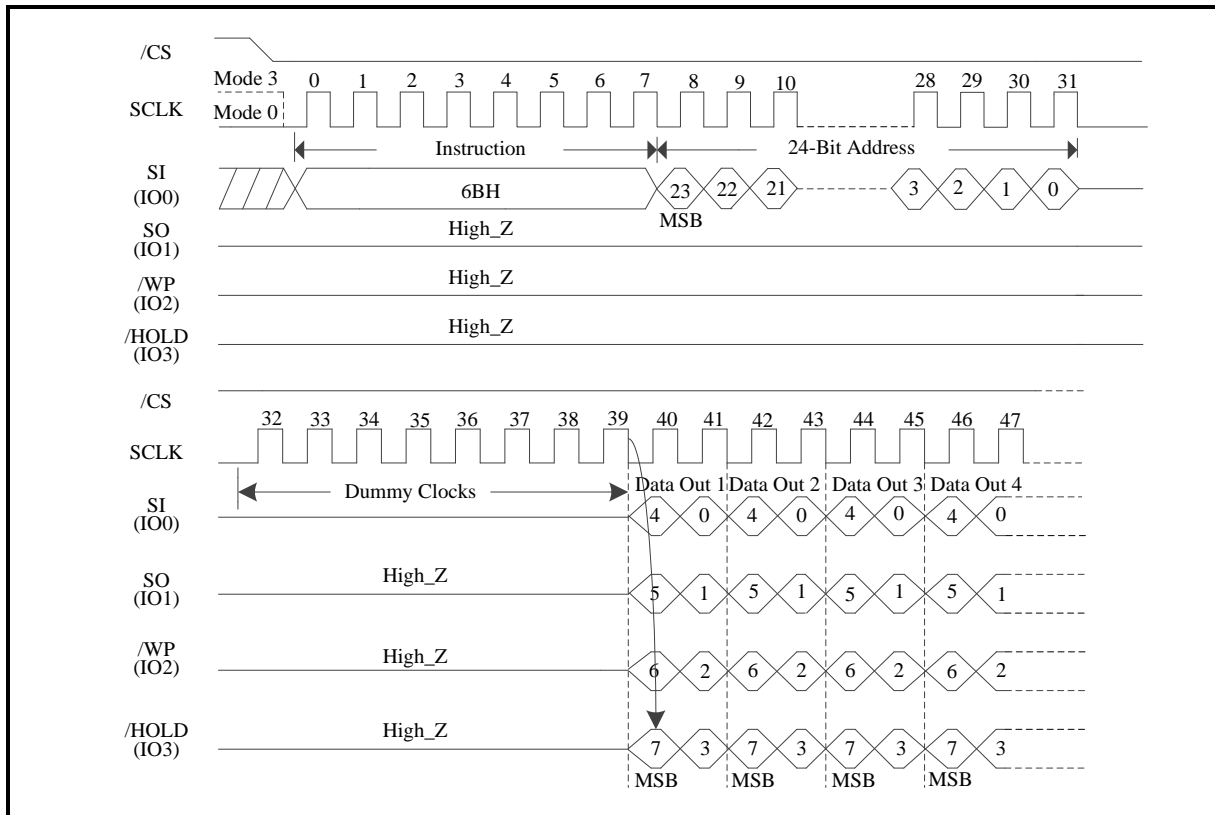 /CS
Mode 3
0 1 2 3 4 5 6 7 8 9 10 28 29 30 31
SCLK Mode 0
Instruction 24-Bit Address
SI
(IO0)
6BH 23 22 21 3 2 1 0
MSB
SO
(IO1)
High_Z
/WP
(IO2)
High_Z
/HOLD
(IO3)
High_Z
/CS
32 33 34 35 36 37 38 39 40 41 42 43 44 45 46 47
SCLK
Dummy Clocks Data Out 1 Data Out 2 Data Out 3 Data Out 4
SI
(IO0)
4 0 4 0 4 0 4 0
SO
(IO1)
High_Z 5 1 5 1 5 1 5 1
/WP
(IO2)
High_Z 6 2 6 2 6 2 6 2
/HOLD
(IO3)
High_Z 7 3 7 3 7 3 7 3
MSB MSB MSB MSB